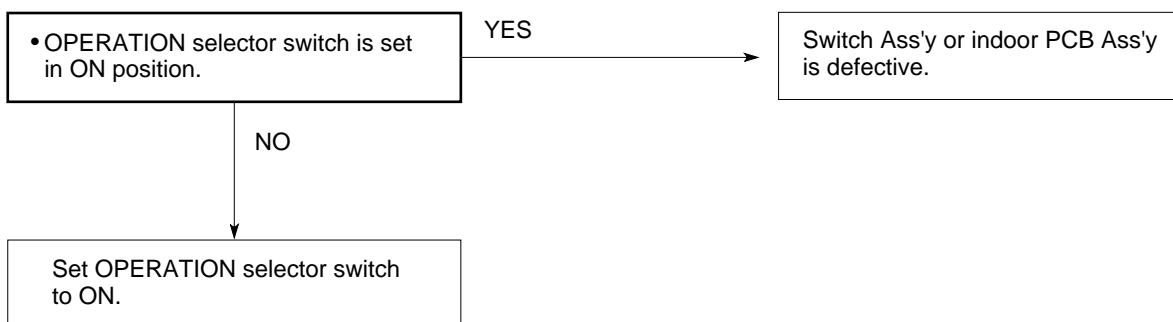 • OPERATION selector switch is set
in ON position.
YES
Switch Ass'y or indoor PCB Ass'y
is defective.
NO
Set OPERATION selector switch
to ON.